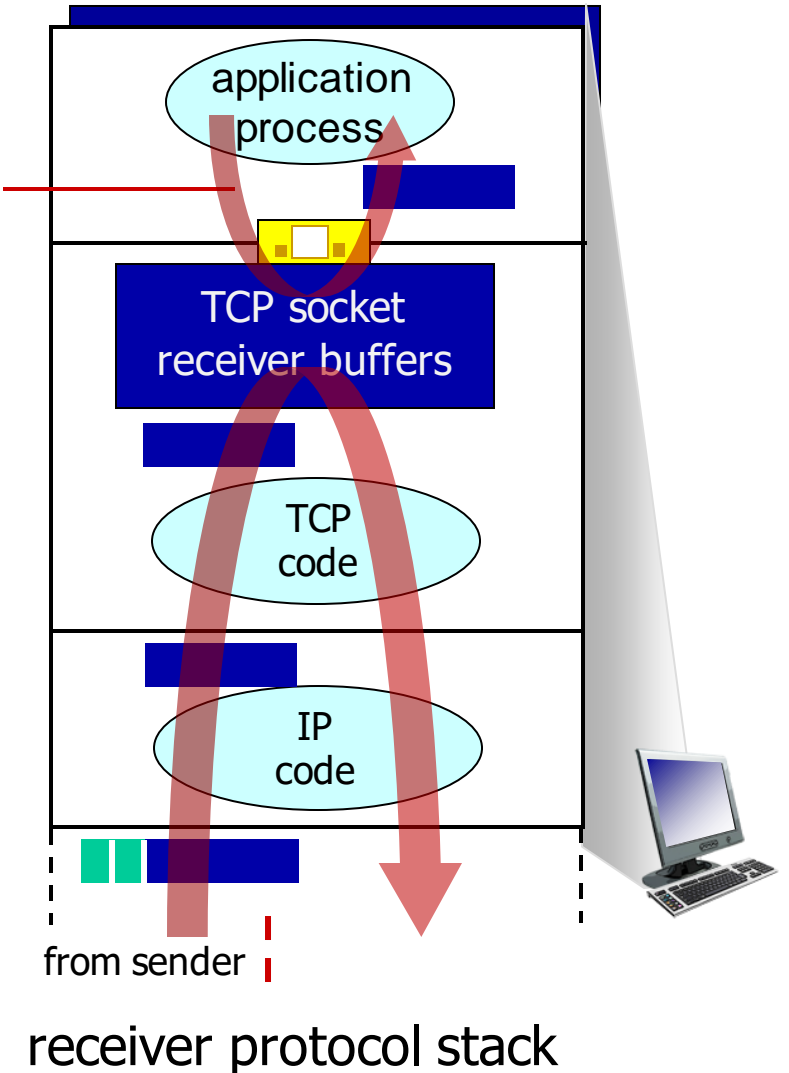 application
process
TCP socket
receiver buffers
TCP
code
IP
code
from sender
receiver protocol stack